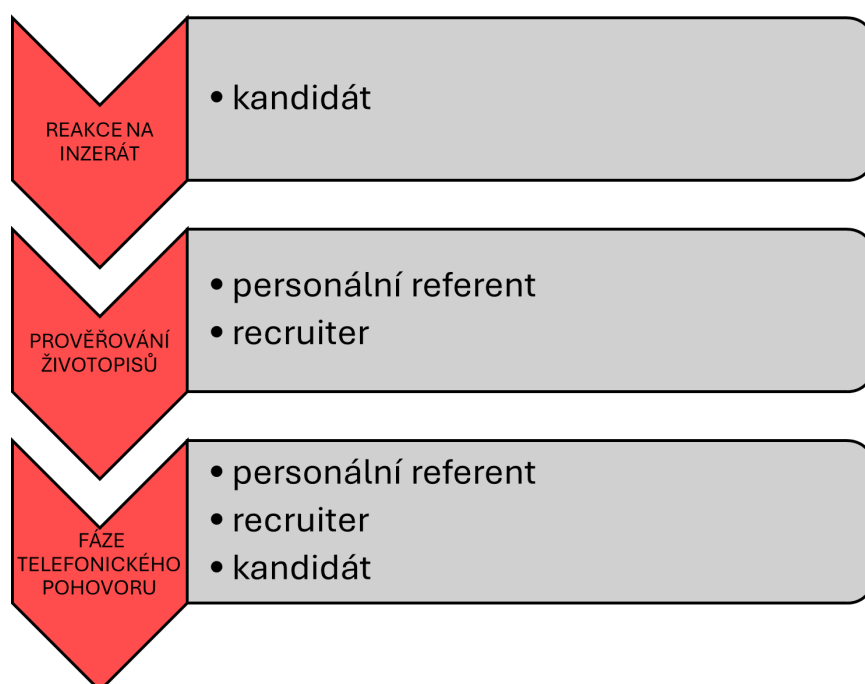 REAKCE NA
INZERÁT
• kandidát
PROVĚŘOVÁNÍ
ŽIVOTOPISŮ
• personální referent
• recruiter
FÁZE
TELEFONICKÉHO
POHOVORU
• personální referent
• recruiter
• kandidát